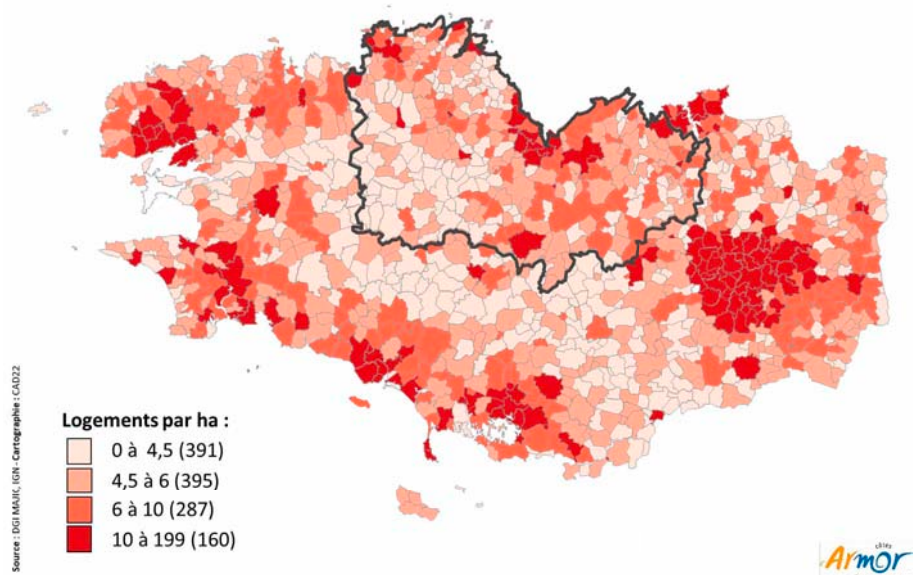 Logements par ha :
0 à 4,5 (391)
4,5 à 6 (395)
6 à 10 (287)
10 à 199 (160)
Source : DGI MAJIC, IGN - Cartographie : CAD22
côtes
Armor